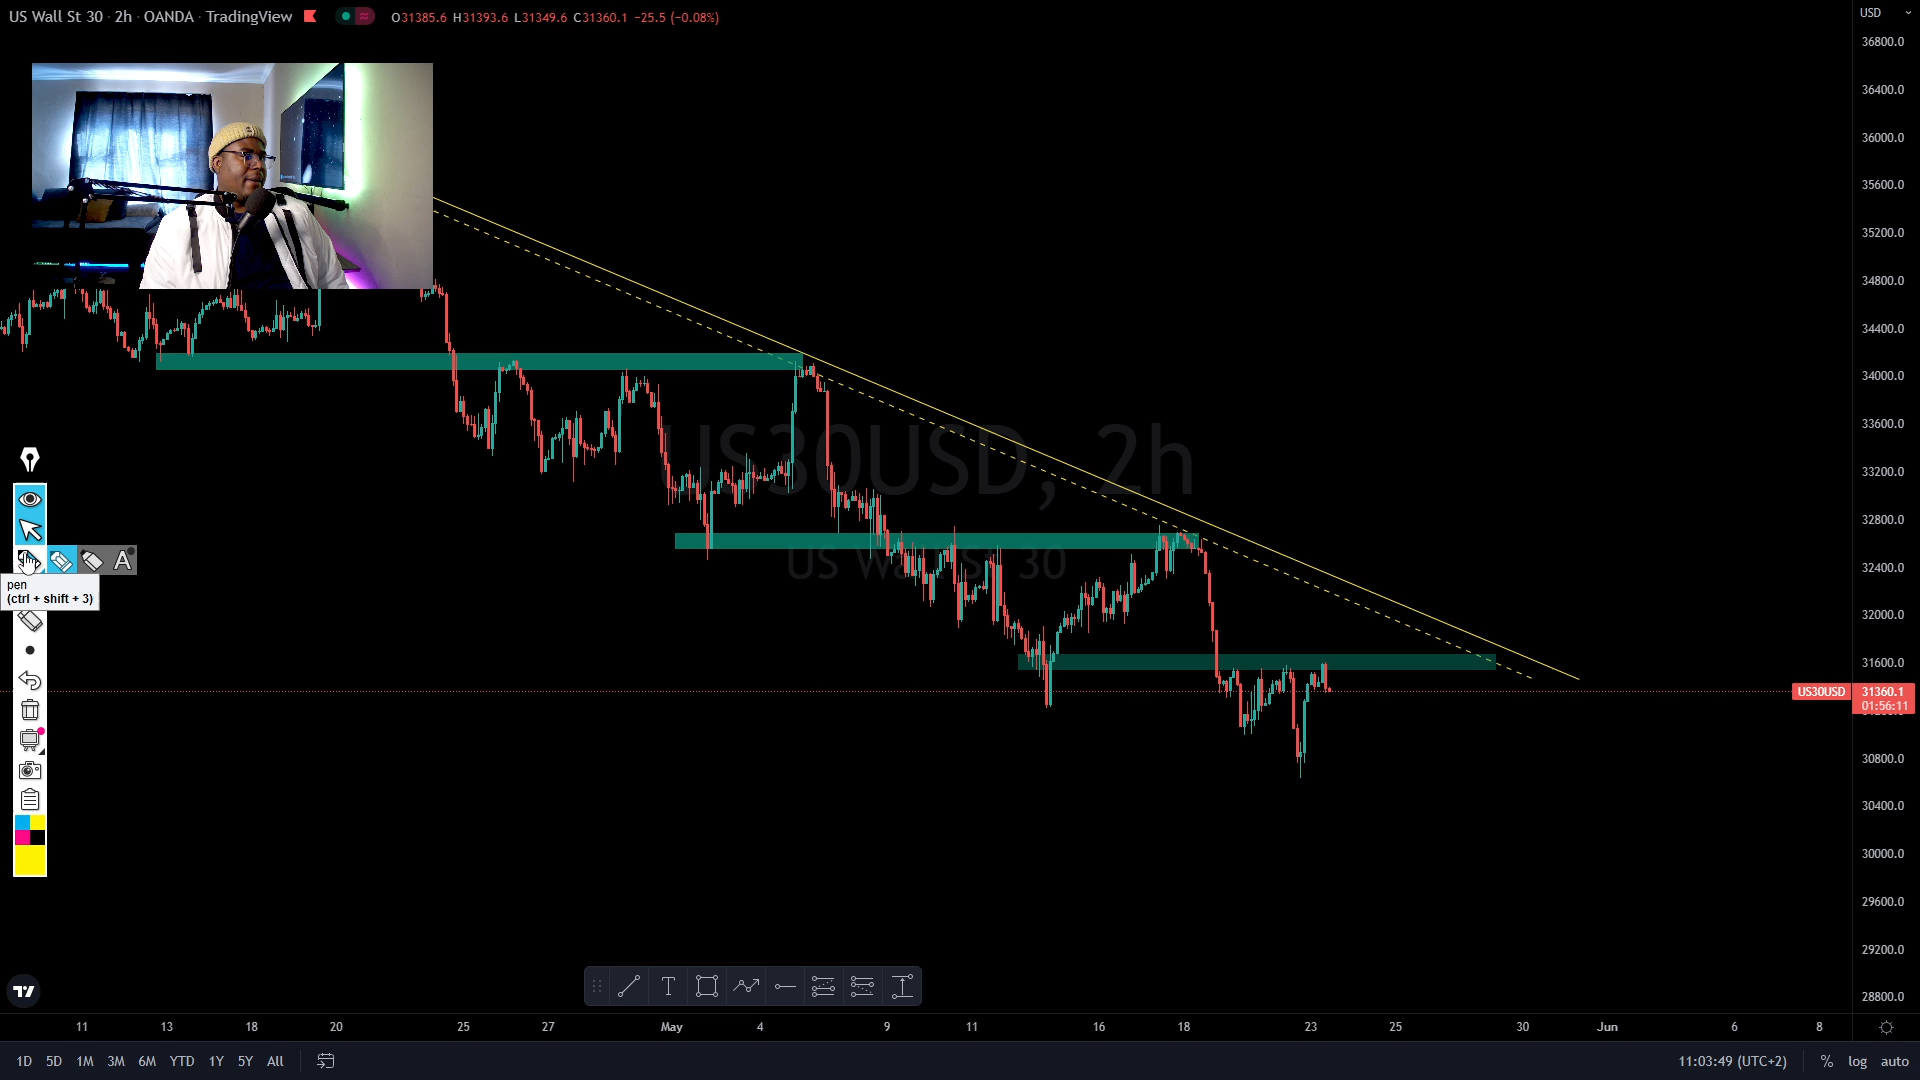 US Wall St 30 · 2h · OANDA · TradingView
O31385.6 H31393.6 L31349.6 C31360.1 −25.5 (−0.08%)
USD
36800.0
36400.0
36000.0
35600.0
35200.0
34800.0
34400.0
34000.0
33600.0
33200.0
32800.0
32400.0
32000.0
31600.0
US30USD 31360.1
01:56:11
30800.0
30400.0
30000.0
29600.0
29200.0
28800.0
US30USD, 2h
US Wall St 30
A
pen
(ctrl + shift + 3)
T
11 13 18 20 25 27 May 4 9 11 16 18 23 25 30 Jun 6 8
1D 5D 1M 3M 6M YTD 1Y 5Y All
11:03:49 (UTC+2) % log auto